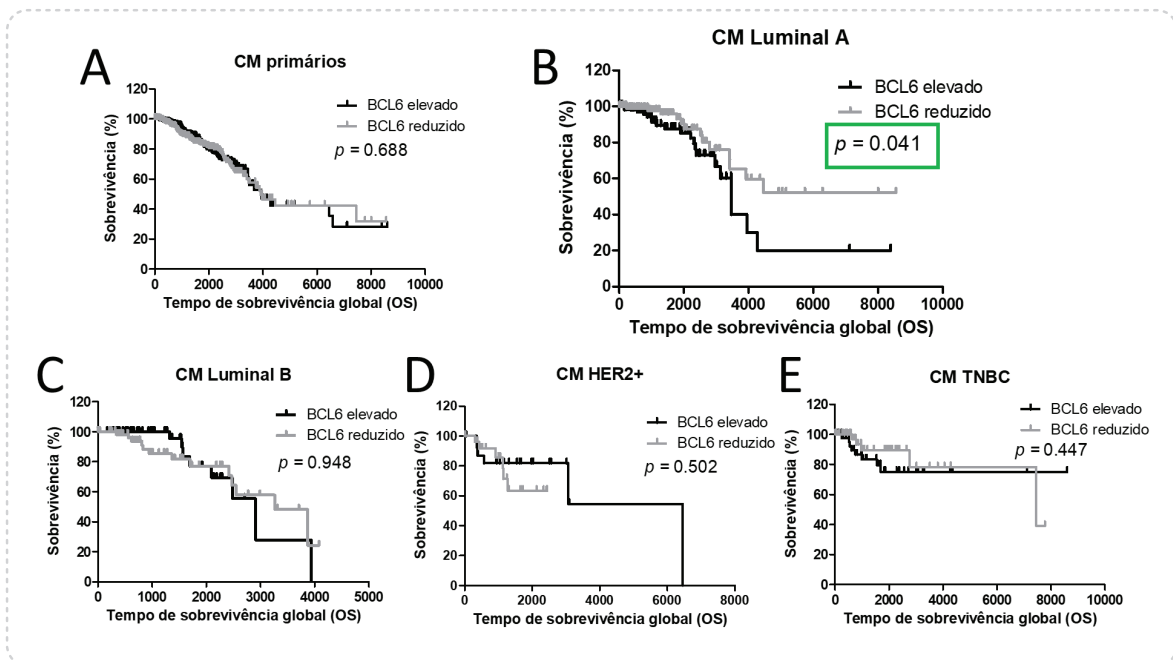 A
CM primários
120
100
80
60
40
20
0
Sobrevivência (%)
BCL6 elevado
BCL6 reduzido
p = 0.688
0 2000 4000 6000 8000 10000
Tempo de sobrevivência global (OS)
B
CM Luminal A
120
100
80
60
40
20
0
Sobrevivência (%)
BCL6 elevado
BCL6 reduzido
p = 0.041
0 2000 4000 6000 8000 10000
Tempo de sobrevivência global (OS)
C
CM Luminal B
120
100
80
60
40
20
0
Sobrevivência (%)
BCL6 elevado
BCL6 reduzido
p = 0.948
0 1000 2000 3000 4000 5000
Tempo de sobrevivência global (OS)
D
CM HER2+
120
100
80
60
40
20
0
Sobrevivência (%)
BCL6 elevado
BCL6 reduzido
p = 0.502
0 2000 4000 6000 8000
Tempo de sobrevivência global (OS)
E
CM TNBC
120
100
80
60
40
20
0
Sobrevivência (%)
BCL6 elevado
BCL6 reduzido
p = 0.447
0 2000 4000 6000 8000 10000
Tempo de sobrevivência global (OS)